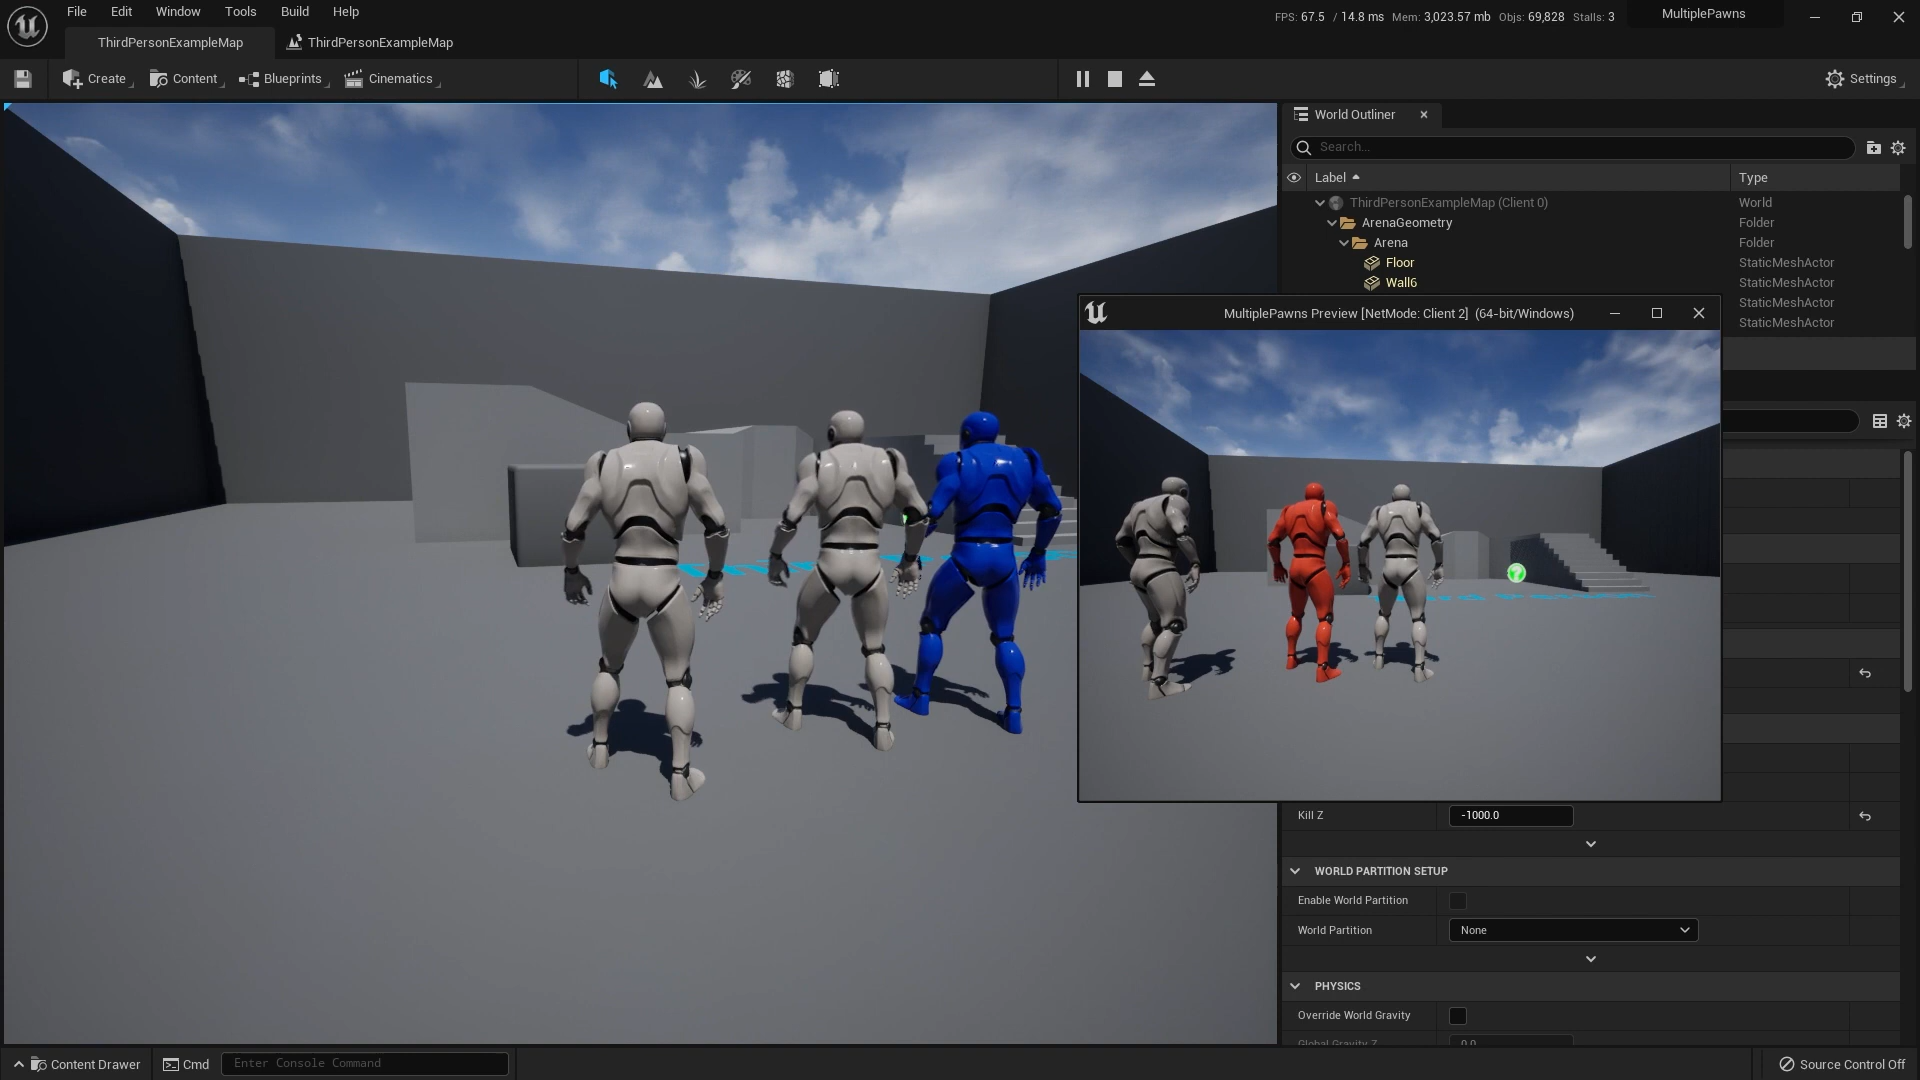 File Edit Window Tools Build Help
FPS: 67.5 / 14.8 ms Mem: 3,023.57 mb Objs: 69,828 Stalls: 3
MultiplePawns
ThirdPersonExampleMap
ThirdPersonExampleMap
Create Content Blueprints Cinematics
Settings
World Outliner
Search...
Label Type
ThirdPersonExampleMap (Client 0) World
ArenaGeometry Folder
Arena Folder
Floor StaticMeshActor
Wall6 StaticMeshActor
StaticMeshActor
StaticMeshActor
MultiplePawns Preview [NetMode: Client 2] (64-bit/Windows)
Kill Z -1000.0
WORLD PARTITION SETUP
Enable World Partition
World Partition None
PHYSICS
Override World Gravity
Global Gravity Z 0.0
Content Drawer Cmd Enter Console Command
Source Control Off